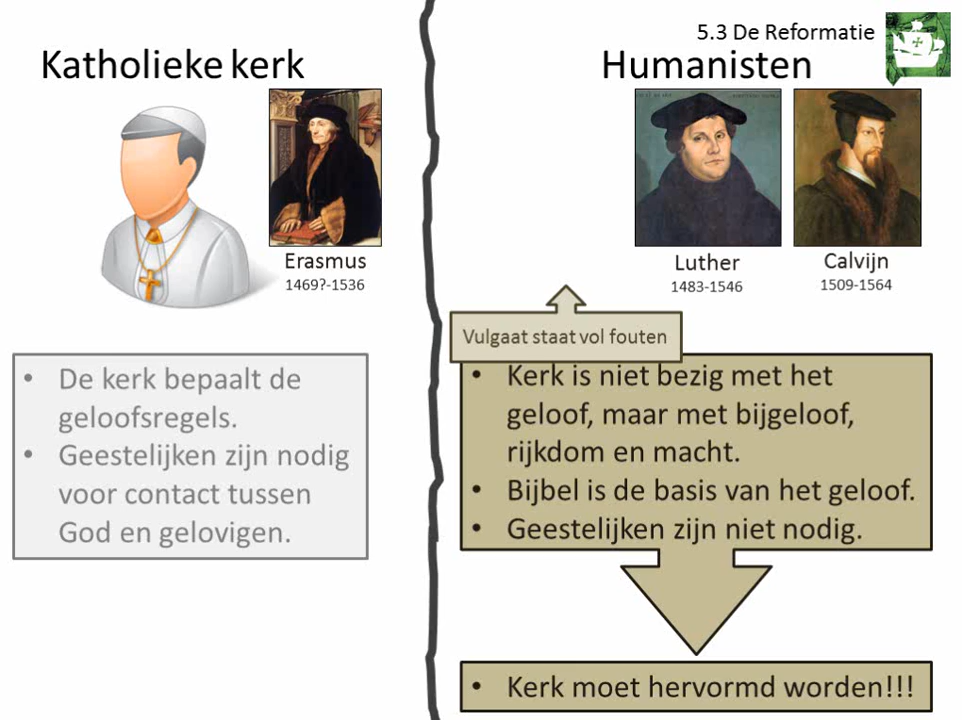 5.3 De Reformatie
Katholieke kerk
Humanisten
Erasmus
1469?-1536
Luther
1483-1546
Calvijn
1509-1564
Vulgaat staat vol fouten
• De kerk bepaalt de
geloofsregels.
• Geestelijken zijn nodig
voor contact tussen
God en gelovigen.
• Kerk is niet bezig met het
geloof, maar met bijgeloof,
rijkdom en macht.
• Bijbel is de basis van het geloof.
• Geestelijken zijn niet nodig.
• Kerk moet hervormd worden!!!